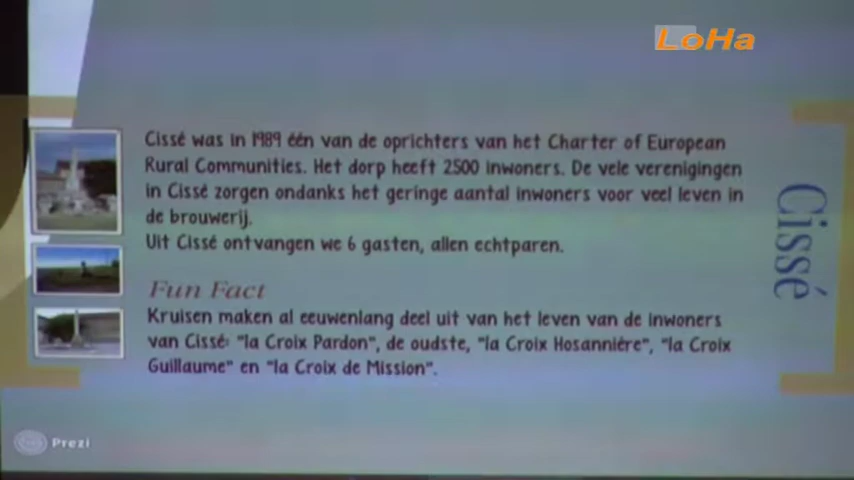 LoHa
Cissé was in 1989 één van de oprichters van het Charter of European
Rural Communities. Het dorp heeft 2500 inwoners. De vele verenigingen
in Cissé zorgen ondanks het geringe aantal inwoners voor veel leven in
de brouwerij.
Uit Cissé ontvangen we 6 gasten, allen echtparen.
Fun Fact
Kruisen maken al eeuwenlang deel uit van het leven van de inwoners
van Cissé: "la Croix Pardon", de oudste, "la Croix Hosannière", "la Croix
Guillaume" en "la Croix de Mission".
Cissé
Prezi